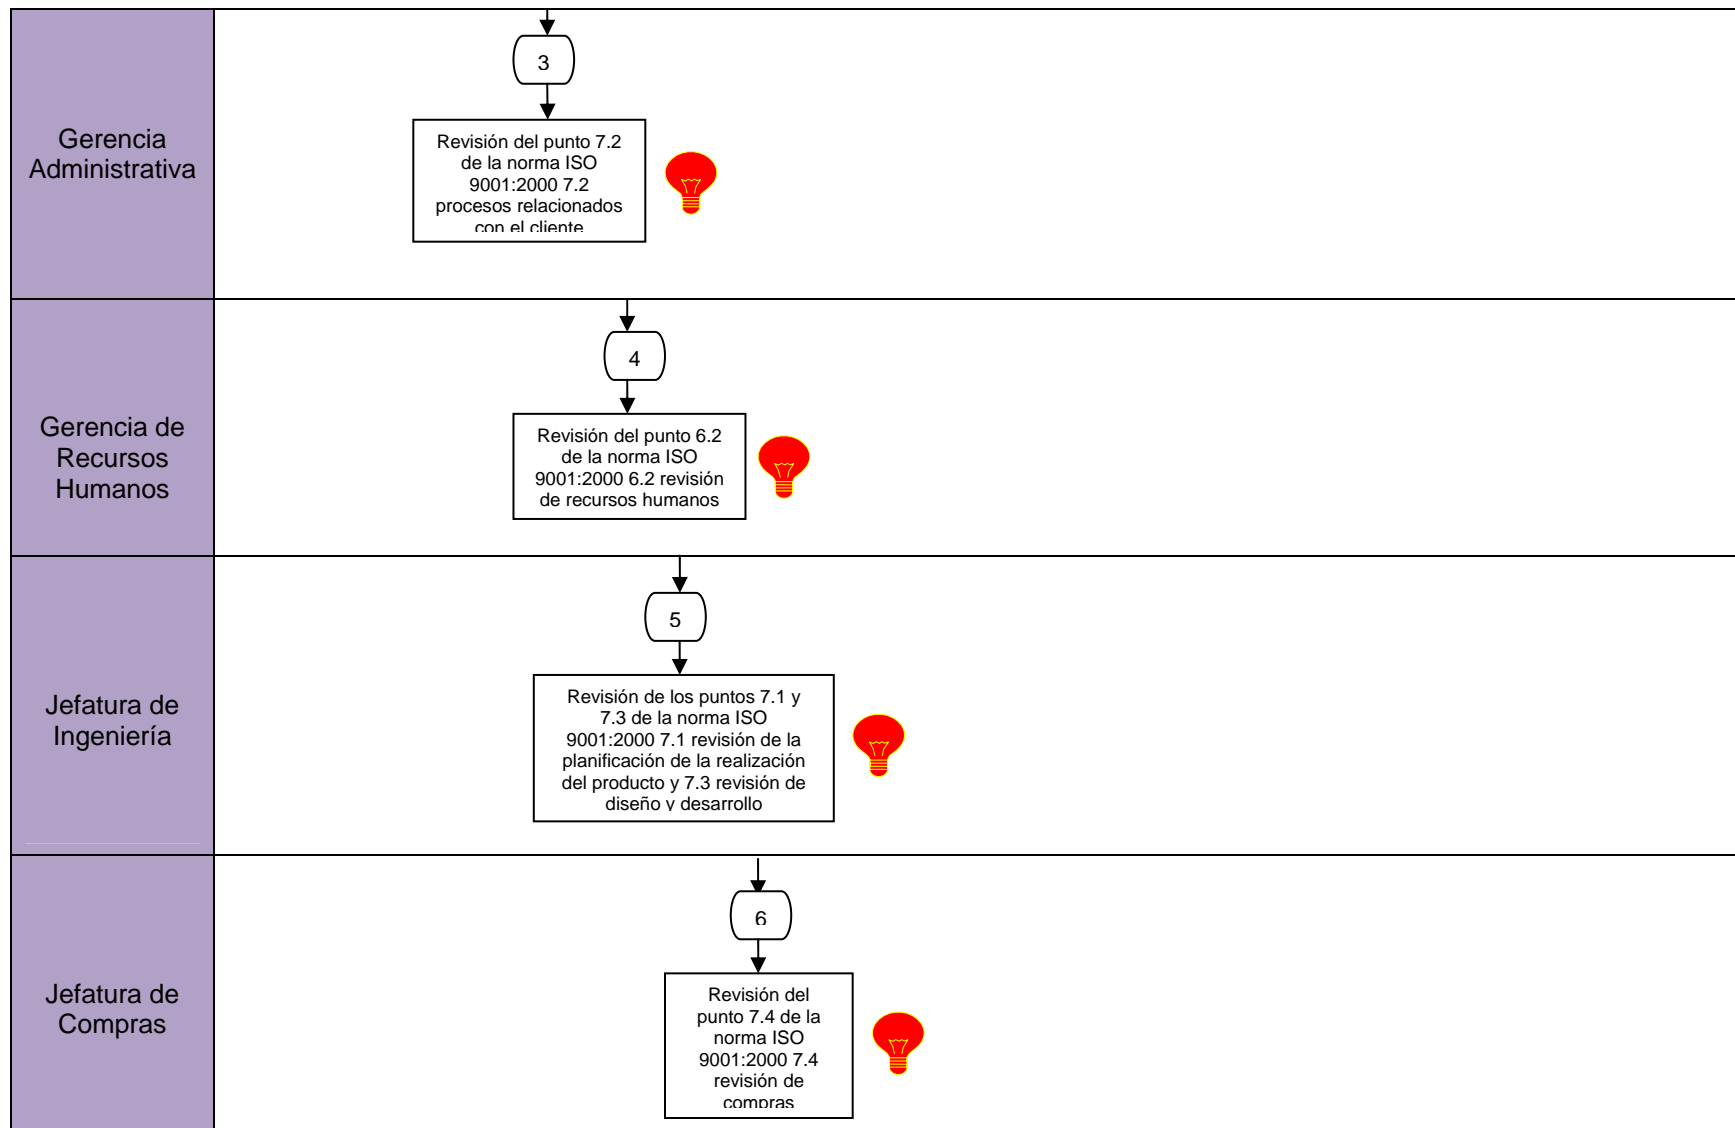 Gerencia
Administrativa
3
Revisión del punto 7.2
de la norma ISO
9001:2000 7.2
procesos relacionados
con el cliente
Gerencia de
Recursos
Humanos
4
Revisión del punto 6.2
de la norma ISO
9001:2000 6.2 revisión
de recursos humanos
Jefatura de
Ingeniería
5
Revisión de los puntos 7.1 y
7.3 de la norma ISO
9001:2000 7.1 revisión de la
planificación de la realización
del producto y 7.3 revisión de
diseño y desarrollo
Jefatura de
Compras
6
Revisión del
punto 7.4 de la
norma ISO
9001:2000 7.4
revisión de
compras